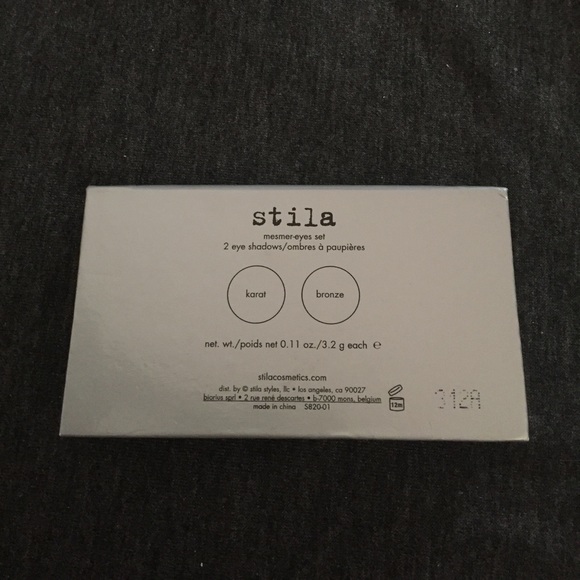 stila
mesmer-eyes set
2 eye shadows/ombres à paupières
karat
bronze
net. wt./poids net 0.11 oz./3.2 g each ℮
stilacosmetics.com
dist. by © stila styles, llc • los angeles, ca 90027
biorius sprl • 2 rue rené descartes • b-7000 mons, belgium
made in china 5820-01
12m
312A